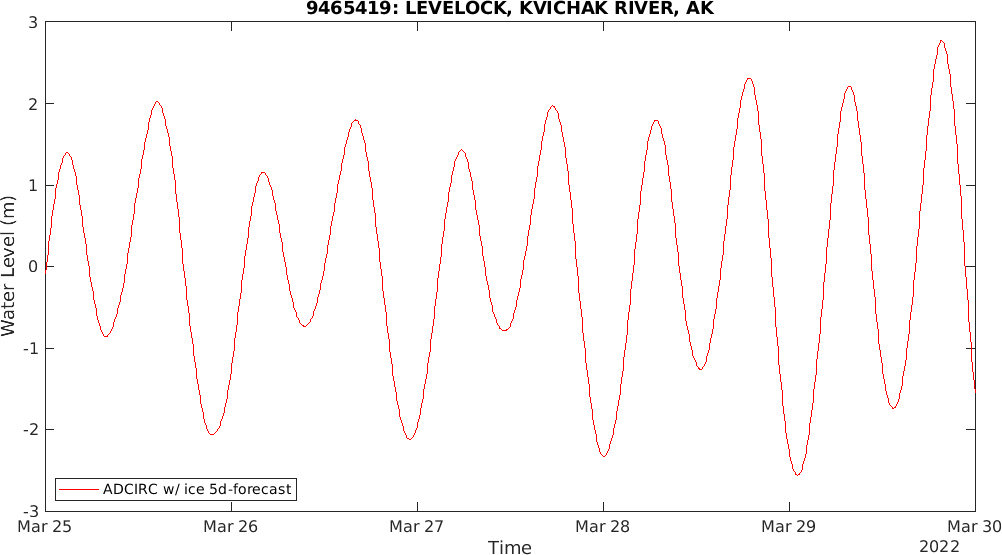 9465419: LEVELOCK, KVICHAK RIVER, AK
3
2
1
0
-1
-2
-3
Water Level (m)
ADCIRC w/ ice 5d-forecast
Mar 25 Mar 26 Mar 27 Mar 28 Mar 29 Mar 30
Time
2022